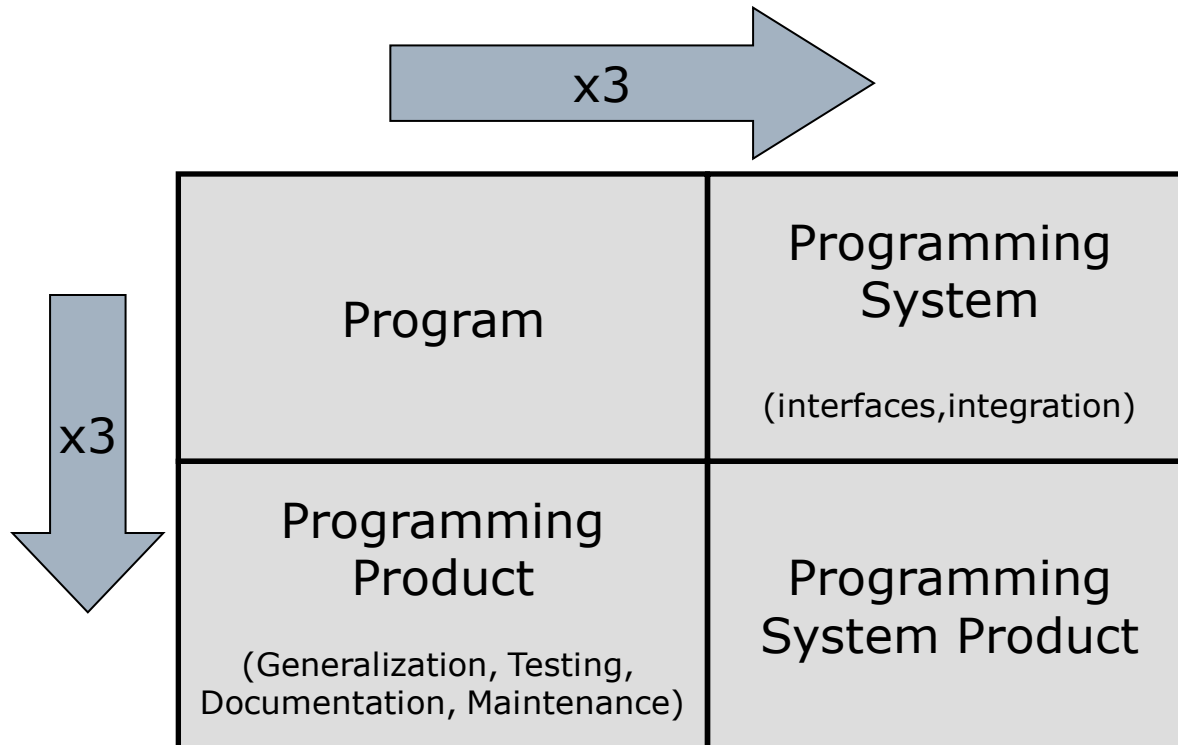 x3
Program
Programming
System
(interfaces,integration)
x3
Programming
Product
(Generalization, Testing,
Documentation, Maintenance)
Programming
System Product